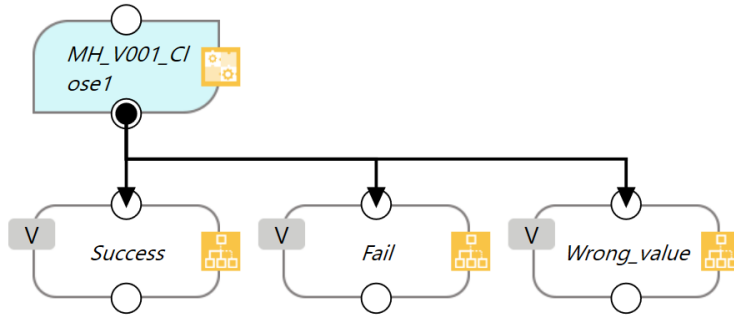 MH_V001_Cl
ose1
V
Success
V
Fail
V
Wrong_value